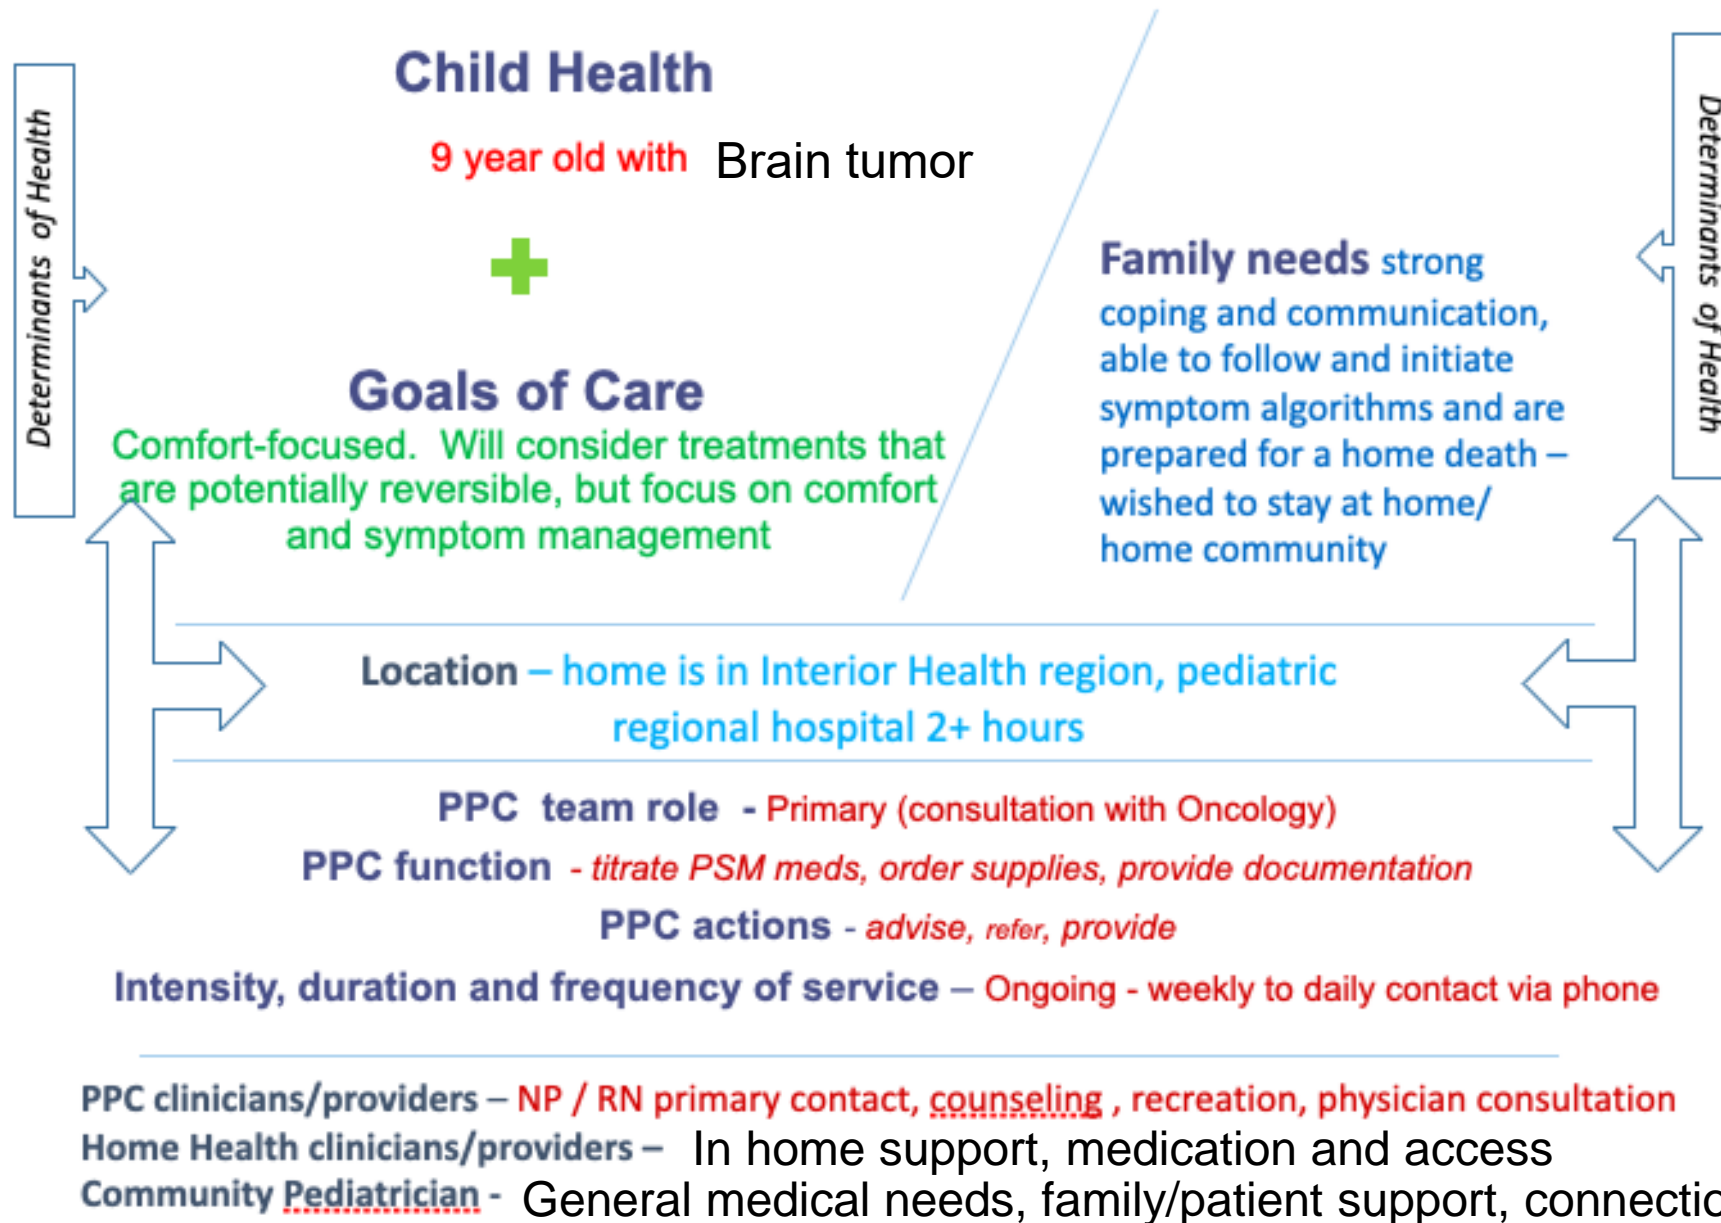 Determinants of Health
Child Health
9 year old with Brain tumor
Goals of Care
Comfort-focused. Will consider treatments that
are potentially reversible, but focus on comfort
and symptom management
Family needs strong
coping and communication,
able to follow and initiate
symptom algorithms and are
prepared for a home death –
wished to stay at home/
home community
Determinants of Health
Location – home is in Interior Health region, pediatric
regional hospital 2+ hours
PPC team role - Primary (consultation with Oncology)
PPC function - titrate PSM meds, order supplies, provide documentation
PPC actions - advise, refer, provide
Intensity, duration and frequency of service – Ongoing - weekly to daily contact via phone
PPC clinicians/providers – NP / RN primary contact, counseling , recreation, physician consultation
Home Health clinicians/providers – In home support, medication and access
Community Pediatrician - General medical needs, family/patient support,